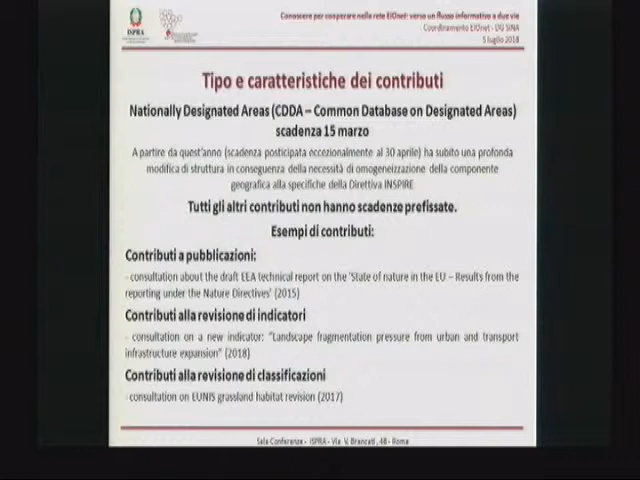 Conoscere per cooperare nella rete EIOnet: verso un flusso informativo a due vie
Coordinamento EIOnet - DG SINA
5 luglio 2018
ISPRA
Tipo e caratteristiche dei contributi
Nationally Designated Areas (CDDA – Common Database on Designated Areas)
scadenza 15 marzo
A partire da quest'anno (scadenza posticipata eccezionalmente al 30 aprile) ha subito una profonda
modifica di struttura in conseguenza della necessità di omogeneizzazione della componente
geografica alla specifiche della Direttiva INSPIRE
Tutti gli altri contributi non hanno scadenze prefissate.
Esempi di contributi:
Contributi a pubblicazioni:
- consultation about the draft EEA technical report on the 'State of nature in the EU – Results from the
reporting under the Nature Directives' (2015)
Contributi alla revisione di indicatori
- consultation on a new indicator: "Landscape fragmentation pressure from urban and transport
infrastructure expansion" (2018)
Contributi alla revisione di classificazioni
- consultation on EUNIS grassland habitat revision (2017)
Sala Conferenze - ISPRA - Via V. Brancati, 48 - Roma